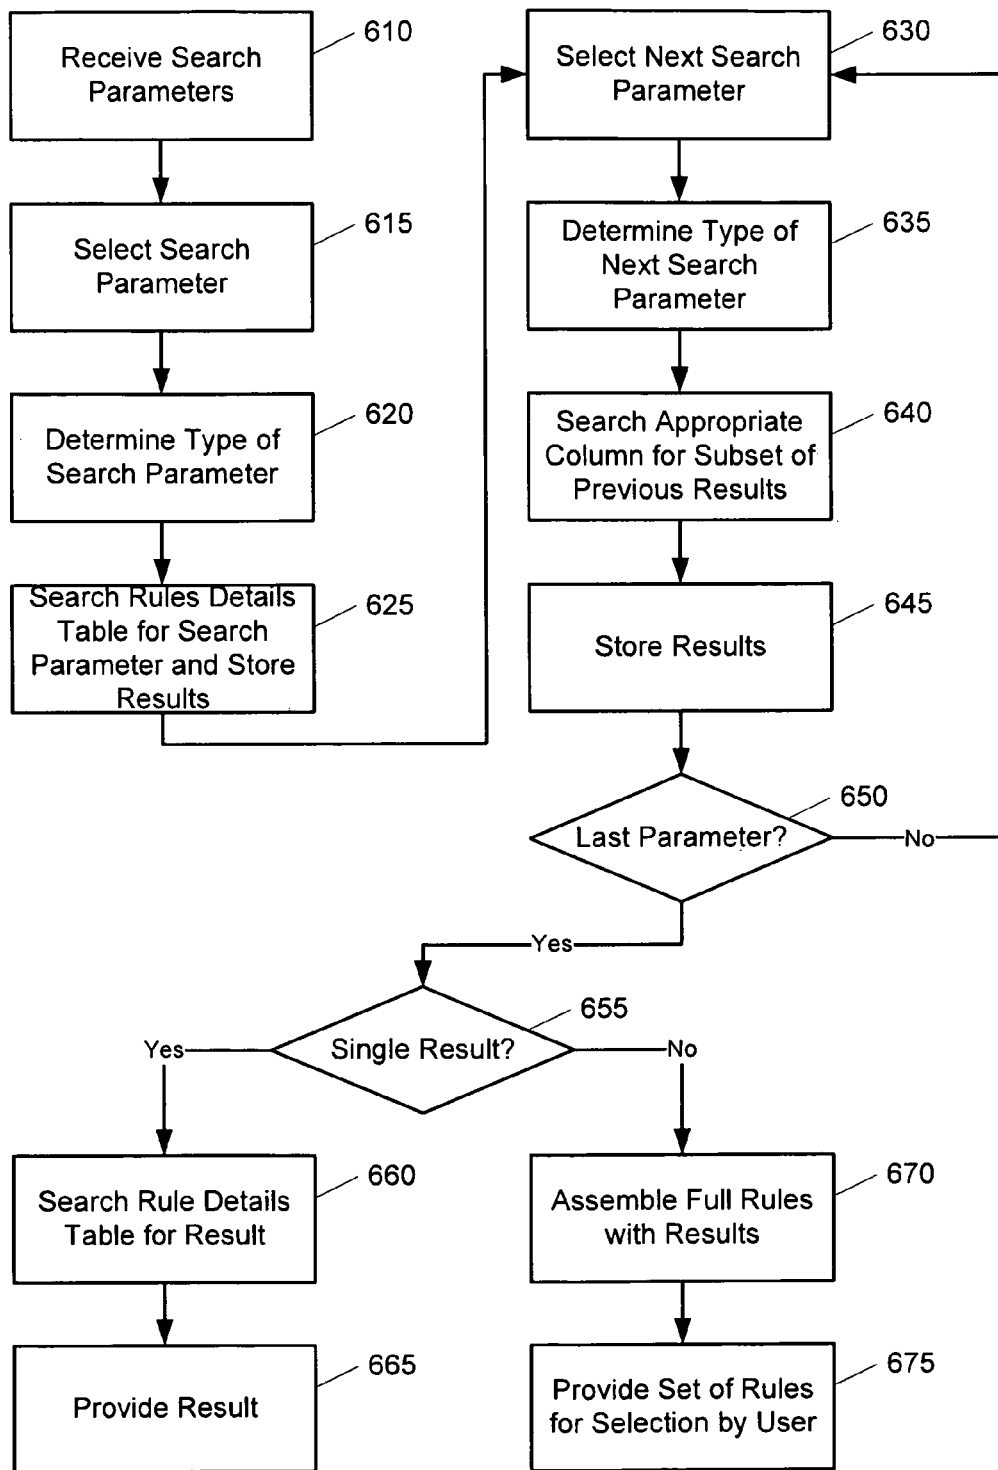 Receive Search
Parameters
610
Select Search
Parameter
615
Determine Type of
Search Parameter
620
Search Rules Details
Table for Search
Parameter and Store
Results
625
Select Next Search
Parameter
630
Determine Type of
Next Search
Parameter
635
Search Appropriate
Column for Subset of
Previous Results
640
Store Results
645
Last Parameter?
650
No
Yes
Single Result?
655
Yes
No
Search Rule Details
Table for Result
660
Provide Result
665
Assemble Full Rules
with Results
670
Provide Set of Rules
for Selection by User
675